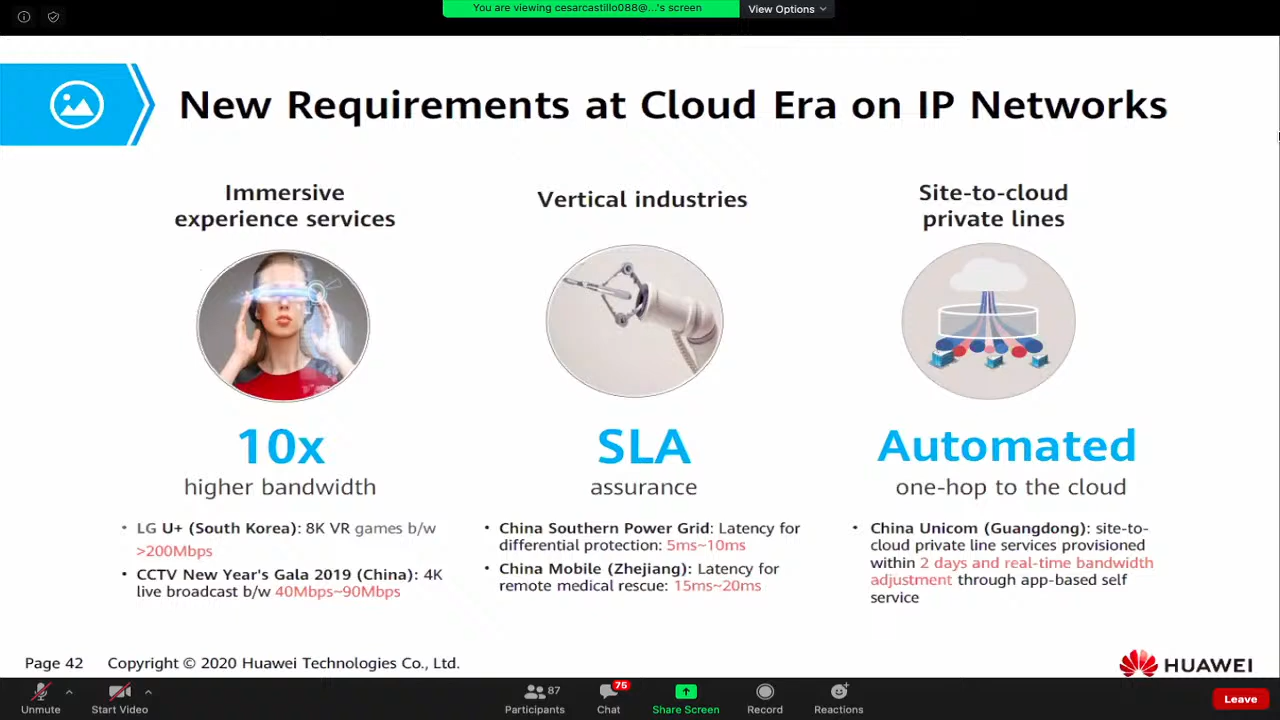 You are viewing cesarcastillo088@...'s screen
View Options
New Requirements at Cloud Era on IP Networks
Immersive
experience services
10x
higher bandwidth
• LG U+ (South Korea): 8K VR games b/w
>200Mbps
• CCTV New Year's Gala 2019 (China): 4K
live broadcast b/w 40Mbps~90Mbps
Vertical industries
SLA
assurance
• China Southern Power Grid: Latency for
differential protection: 5ms~10ms
• China Mobile (Zhejiang): Latency for
remote medical rescue: 15ms~20ms
Site-to-cloud
private lines
Automated
one-hop to the cloud
• China Unicom (Guangdong): site-to-
cloud private line services provisioned
within 2 days and real-time bandwidth
adjustment through app-based self
service
Page 42 Copyright © 2020 Huawei Technologies Co., Ltd.
HUAWEI
Unmute
Start Video
87
Participants
75
Chat
Share Screen
Record
Reactions
Leave